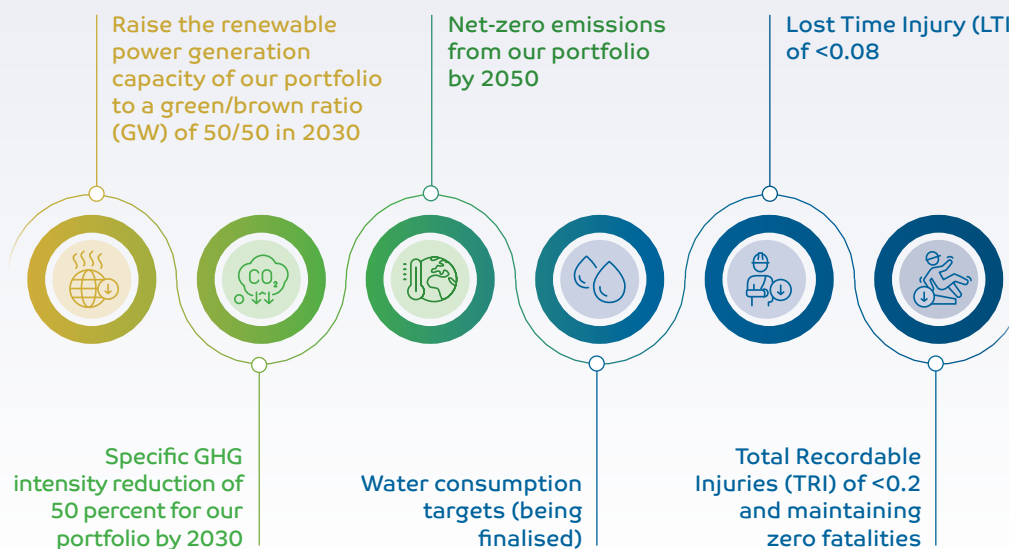 Raise the renewable
power generation
capacity of our portfolio
to a green/brown ratio
(GW) of 50/50 in 2030
Net-zero emissions
from our portfolio
by 2050
Lost Time Injury (LTI
of <0.08
CO₂
Specific GHG
intensity reduction of
50 percent for our
portfolio by 2030
Water consumption
targets (being
finalised)
Total Recordable
Injuries (TRI) of <0.2
and maintaining
zero fatalities